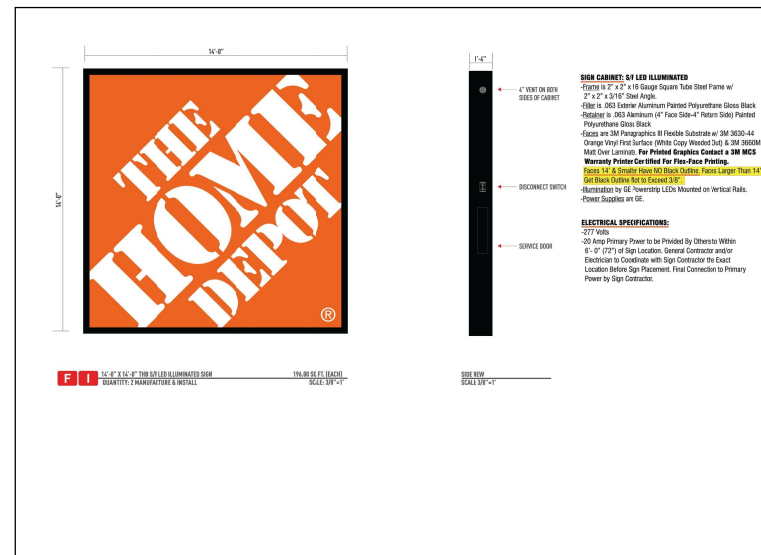 14'-0"
14'-0"
THE
HOME
DEPOT
®
1'-4"
4" VENT ON BOTH
SIDES OF CABINET
DISCONNECT SWITCH
SERVICE DOOR
SIGN CABINET: S/F LED ILLUMINATED
-Frame is 2" x 2" x 16 Gauge Square Tube Steel Frame w/
2" x 2" x 3/16" Steel Angle.
-Filler is .063 Exterior Aluminum Painted Polyurethane Gloss Black
-Retainer is .063 Aluminum (4" Face Side-4" Return Side) Painted
Polyurethane Gloss Black
-Faces are 3M Panagraphics III Flexible Substrate w/ 3M 3630-44
Orange Vinyl First Surface (White Copy Weeded Out) & 3M 3660M
Matt Over Laminate. For Printed Graphics Contact a 3M MCS
Warranty Printer Certified For Flex-Face Printing.
Faces 14' & Smaller Have NO Black Outline. Faces Larger Than 14'
Get Black Outline Not to Exceed 3/8".
-Illumination by GE Powerstrip LEDs Mounted on Vertical Rails.
-Power Supplies are GE.
ELECTRICAL SPECIFICATIONS:
-277 Volts
-20 Amp Primary Power to be Provided By Others to Within
6'- 0" (72") of Sign Location. General Contractor and/or
Electrician to Coordinate with Sign Contractor the Exact
Location Before Sign Placement. Final Connection to Primary
Power by Sign Contractor.
F I 14'-0" X 14'-0" THB S/F LED ILLUMINATED SIGN 196.00 SQ FT. [EACH]
QUANTITY: 2 MANUFACTURE & INSTALL SCALE: 3/8"=1'
SIDE VIEW
SCALE 3/8"=1'